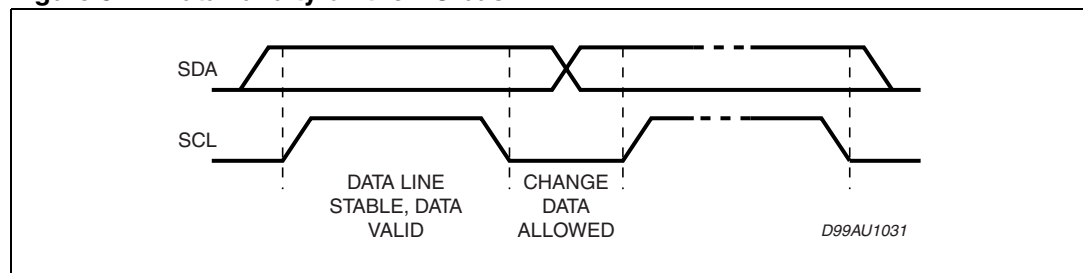 SDA
SCL
DATA LINE
STABLE, DATA
VALID
CHANGE
DATA
ALLOWED
D99AU1031